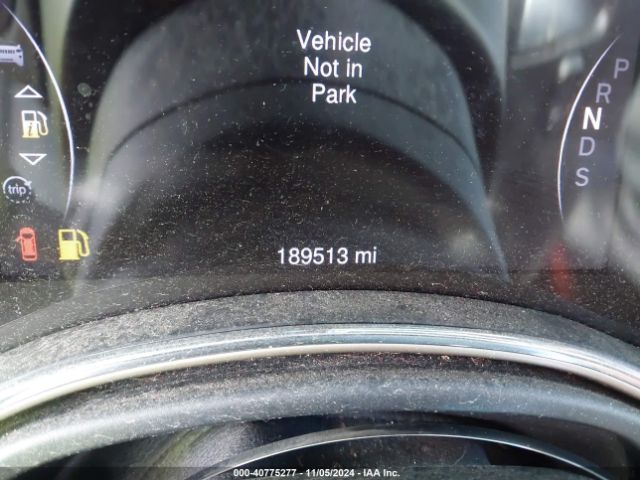 Vehicle
Not in
Park
P
R
N
D
S
trip
189513 mi
000-40775277 - 11/05/2024 - IAA Inc.